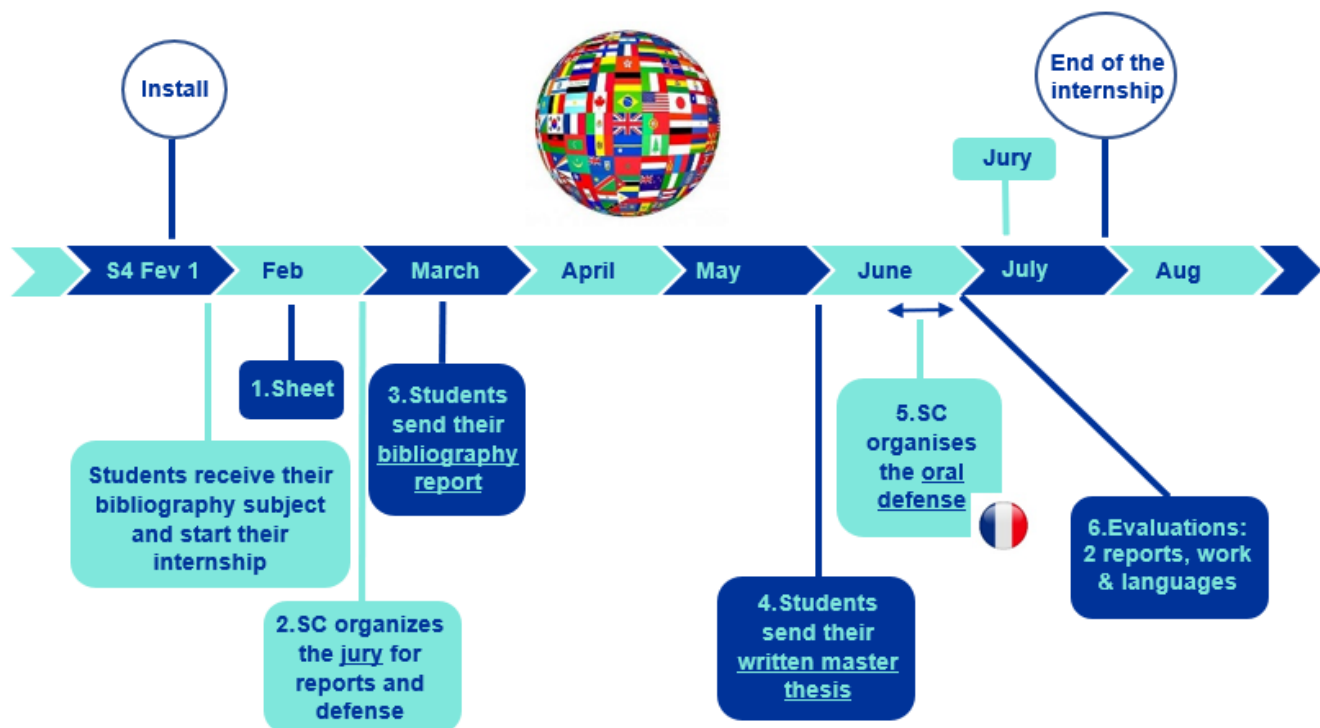 Install
End of the
internship
Jury
S4 Fev 1
Feb
March
April
May
June
July
Aug
1.Sheet
3.Students
send their
bibliography
report
5.SC
organises
the oral
defense
Students receive their
bibliography subject
and start their
internship
6.Evaluations:
2 reports, work
& languages
4.Students
send their
written master
thesis
2.SC organizes
the jury for
reports and
defense